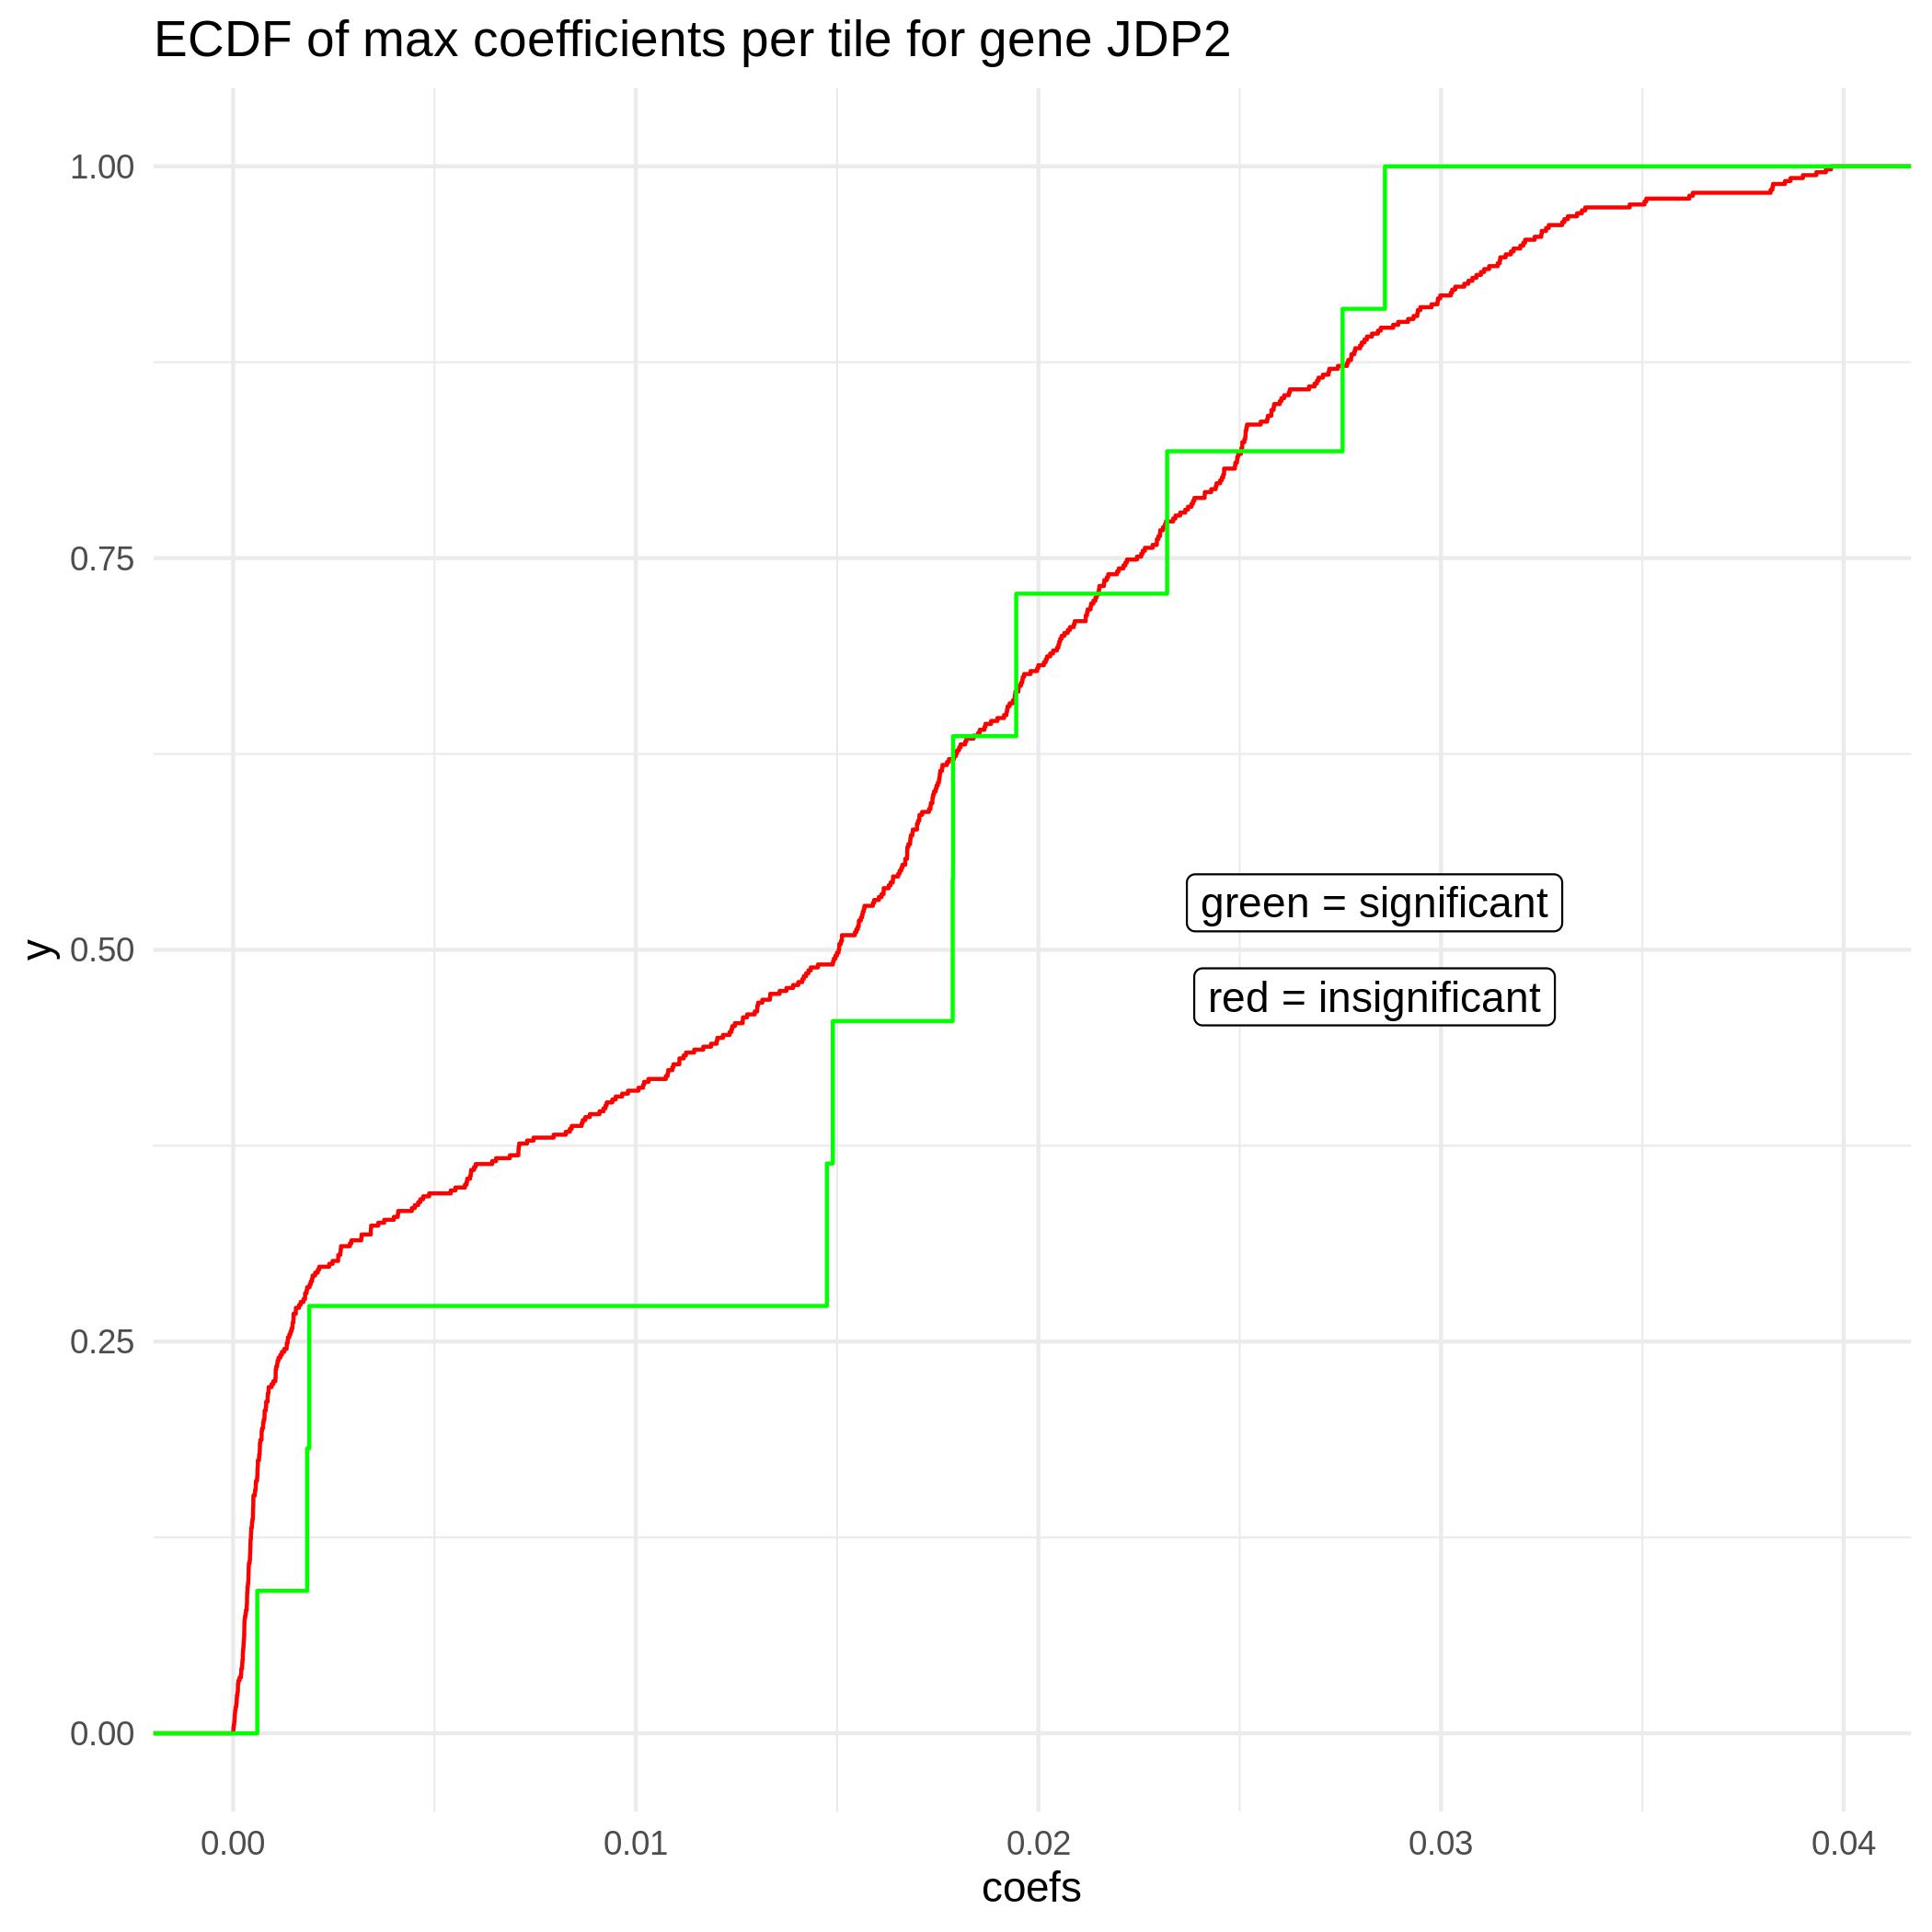 ECDF of max coefficients per tile for gene JDP2
1.00
0.75
0.50
0.25
0.00
y
green = significant
red = insignificant
0.00 0.01 0.02 0.03 0.04
coefs